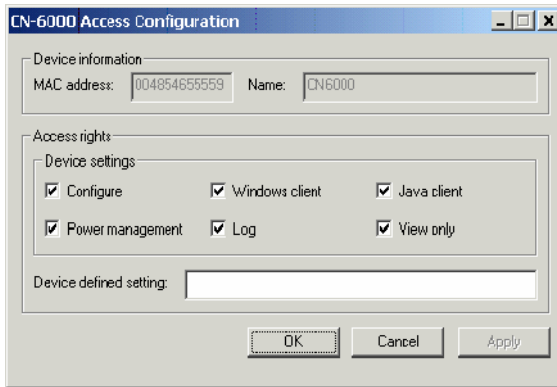 CN-6000 Access Configuration
Device information
MAC address: 004854655559 Name: CN6000
Access rights
Device settings
Configure Windows client Java client
Power management Log View only
Device defined setting:
OK Cancel Apply